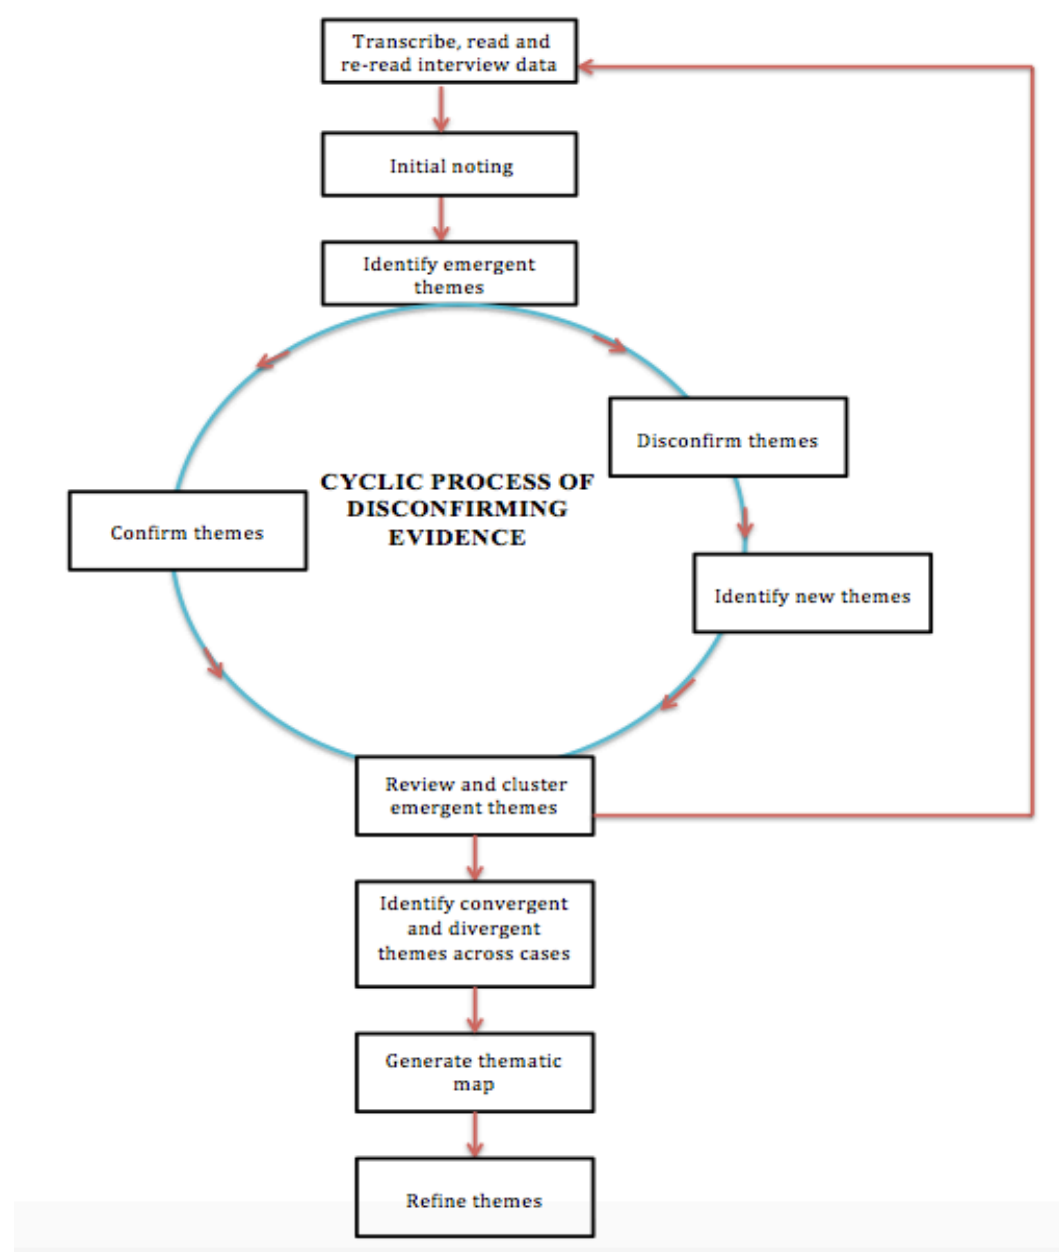 Transcribe, read and
re-read interview data
Initial noting
Identify emergent
themes
Disconfirm themes
CYCLIC PROCESS OF
DISCONFIRMING
EVIDENCE
Confirm themes
Identify new themes
Review and cluster
emergent themes
Identify convergent
and divergent
themes across cases
Generate thematic
map
Refine themes